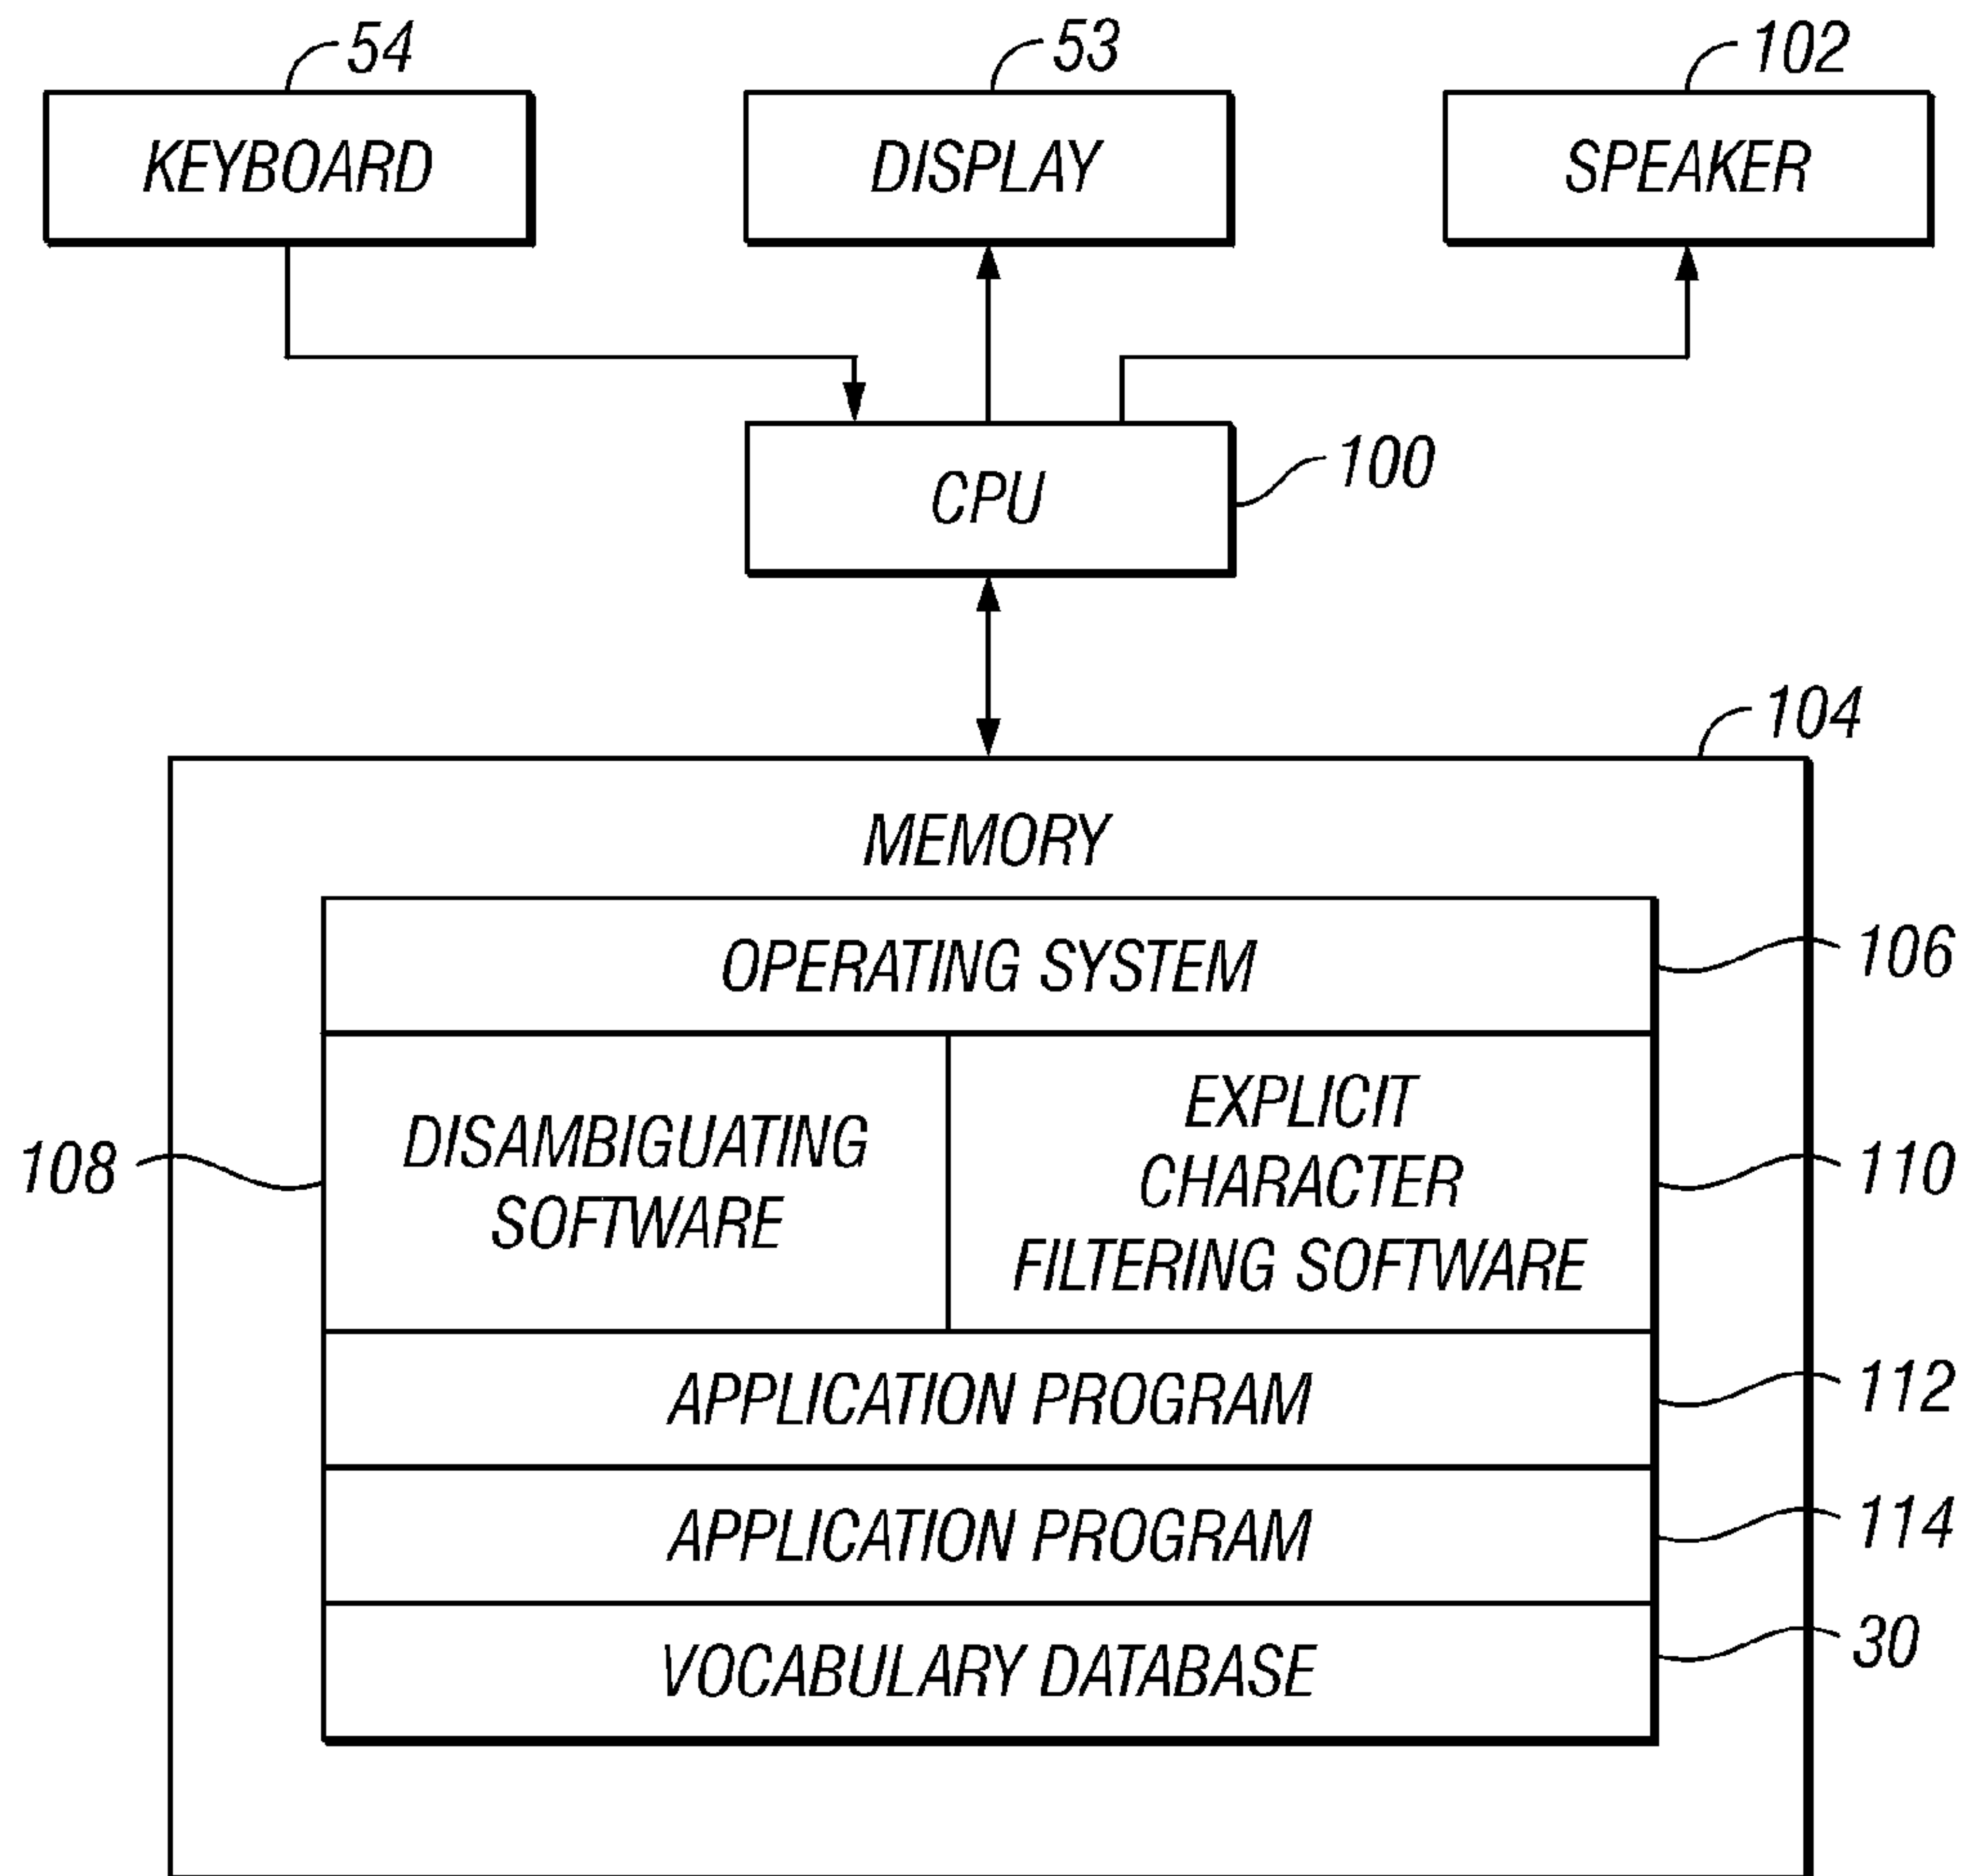 54
53
102
KEYBOARD
DISPLAY
SPEAKER
CPU
100
104
MEMORY
OPERATING SYSTEM
106
108
DISAMBIGUATING
SOFTWARE
EXPLICIT
CHARACTER
FILTERING SOFTWARE
110
APPLICATION PROGRAM
112
APPLICATION PROGRAM
114
VOCABULARY DATABASE
30